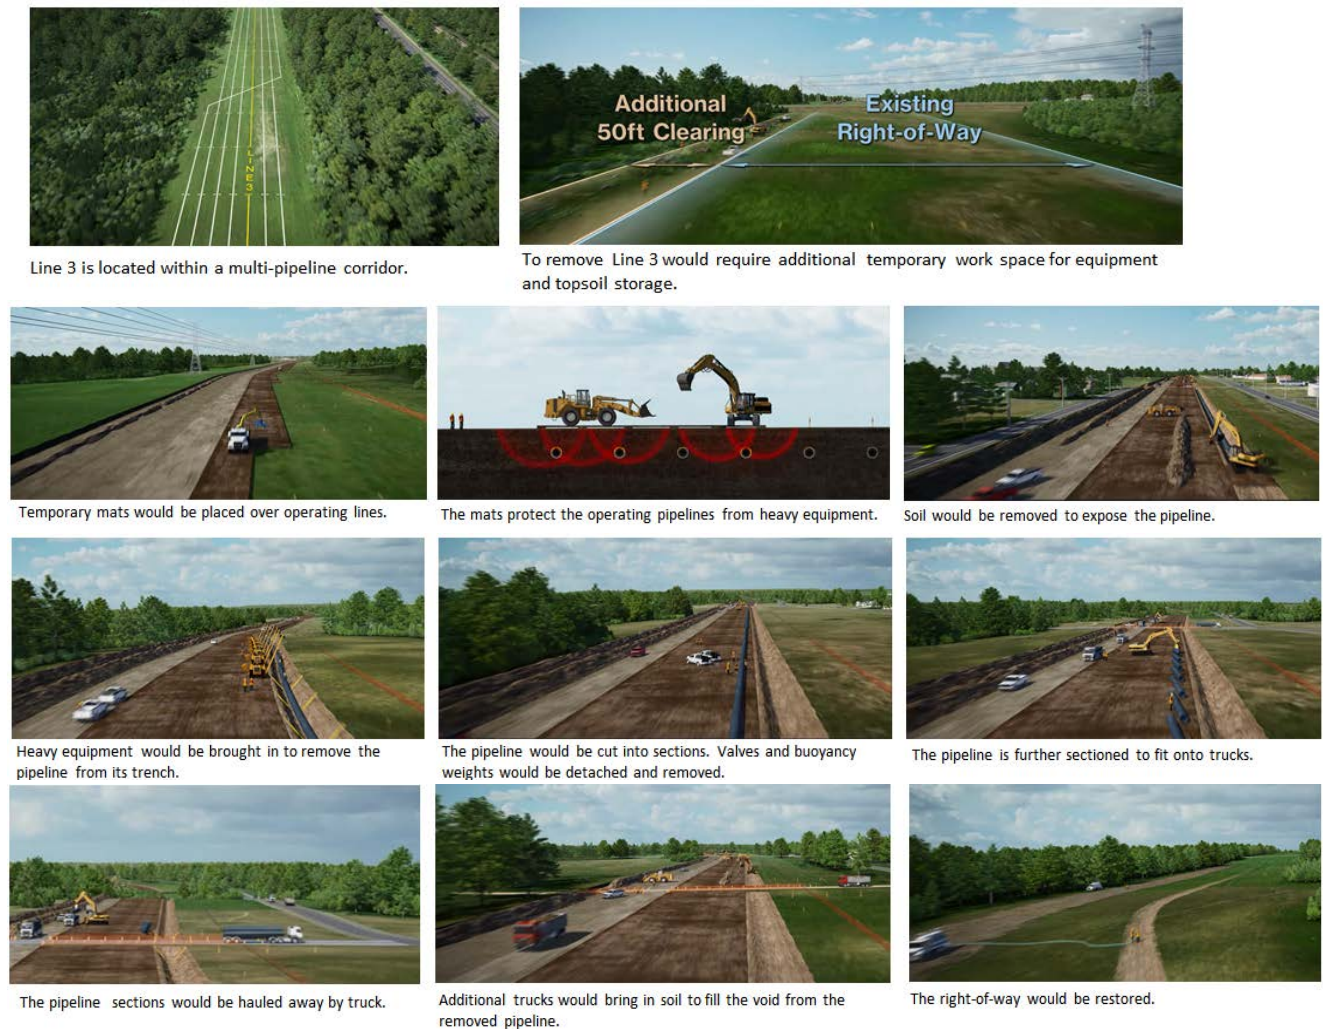 LINE 3
Additional
50ft Clearing
Existing
Right-of-Way
Line 3 is located within a multi-pipeline corridor.
To remove Line 3 would require additional temporary work space for equipment
and topsoil storage.
Temporary mats would be placed over operating lines.
The mats protect the operating pipelines from heavy equipment.
Soil would be removed to expose the pipeline.
Heavy equipment would be brought in to remove the
pipeline from its trench.
The pipeline would be cut into sections. Valves and buoyancy
weights would be detached and removed.
The pipeline is further sectioned to fit onto trucks.
The pipeline sections would be hauled away by truck.
Additional trucks would bring in soil to fill the void from the
removed pipeline.
The right-of-way would be restored.